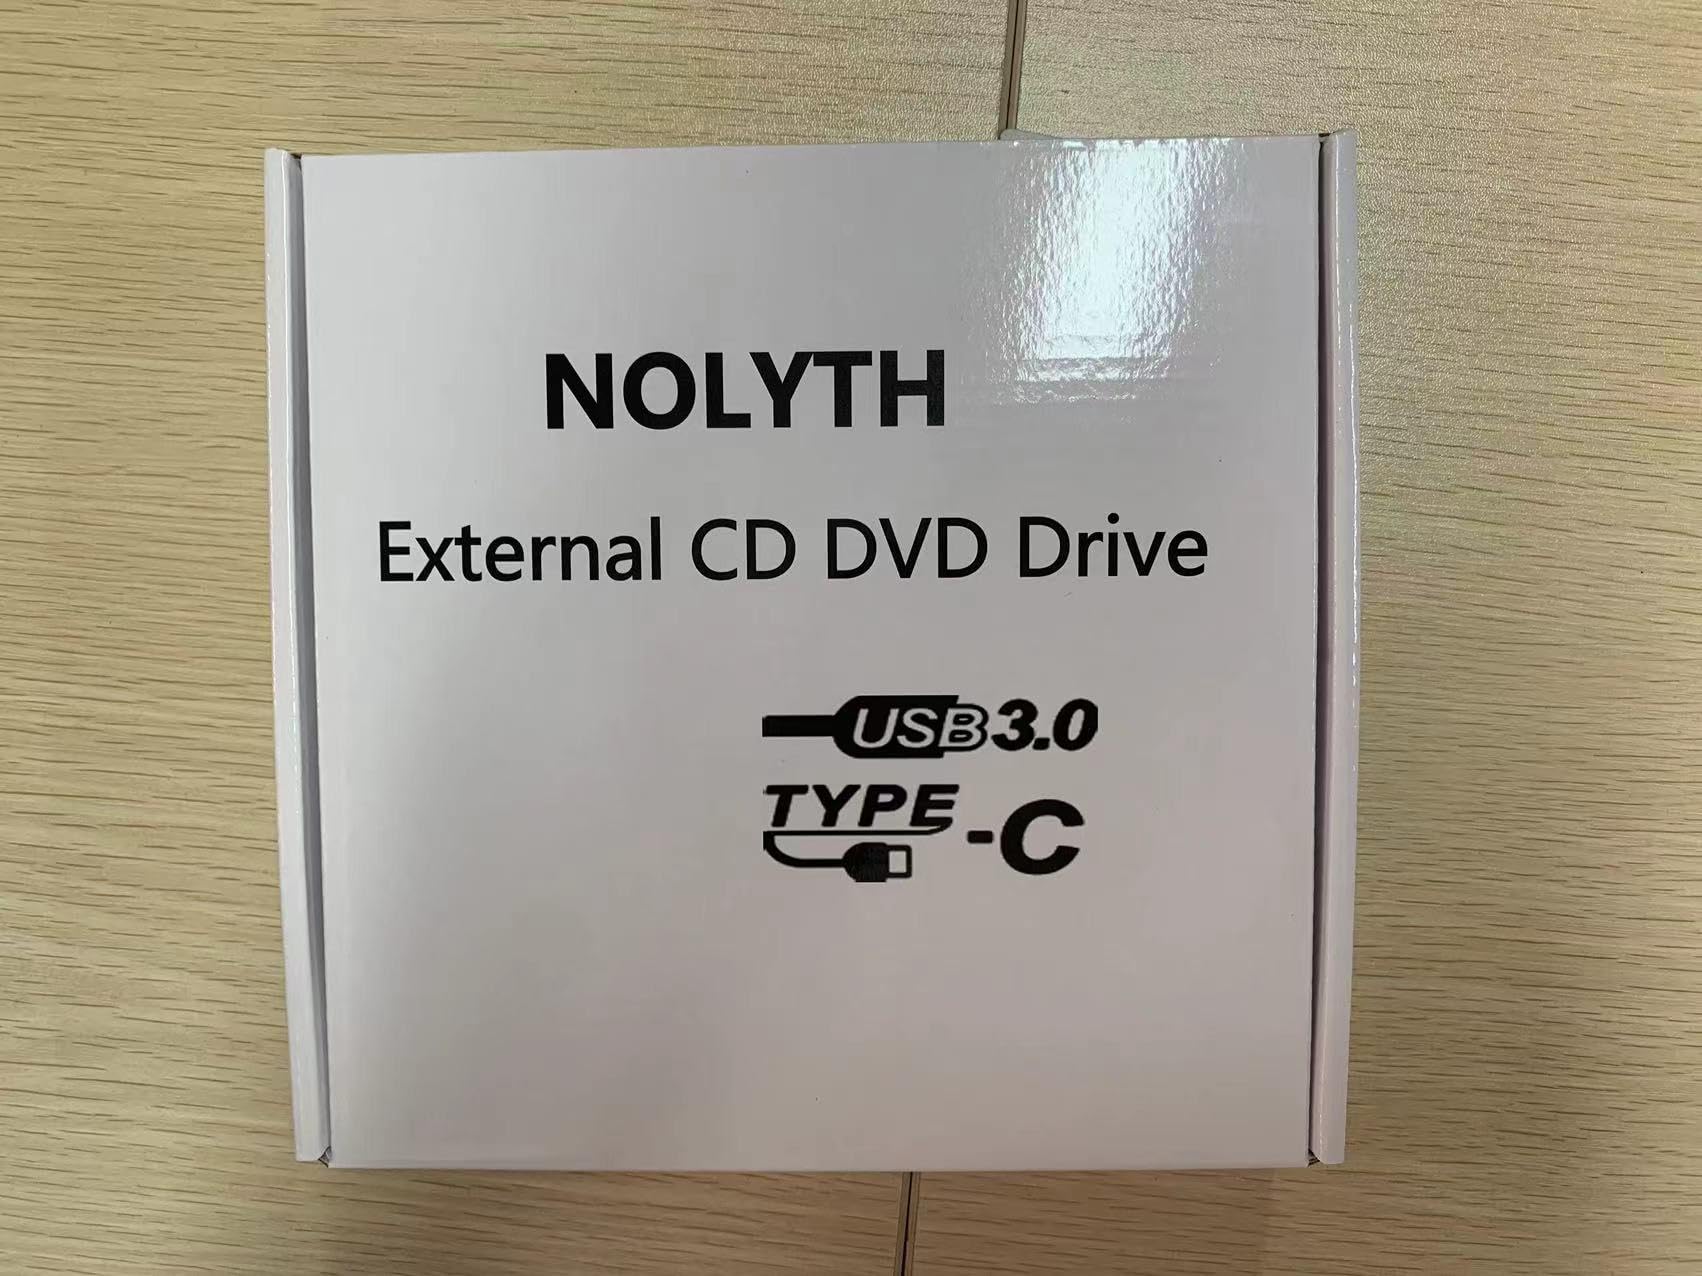 NOLYTH
External CD DVD Drive
USB3.0
TYPE-C